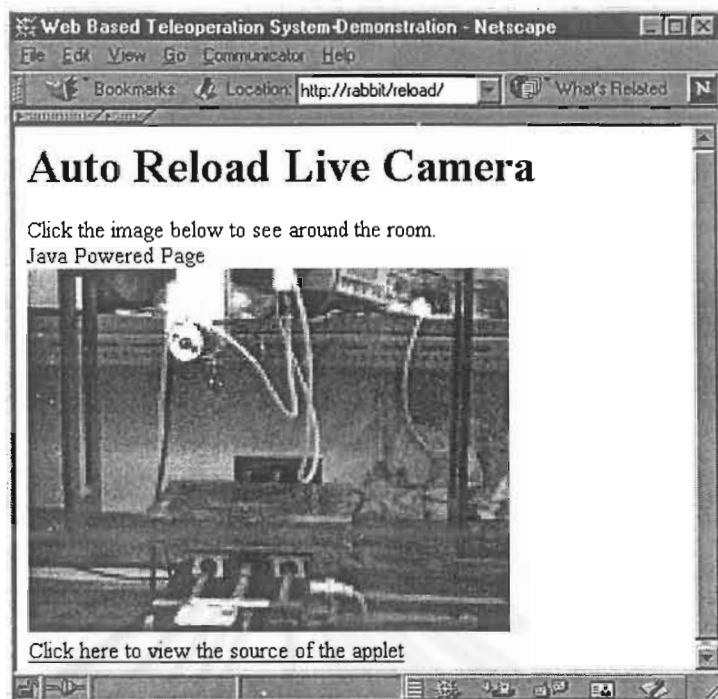 Web Based Teleoperation System-Demonstration - Netscape
File Edit View Go Communicator Help
Bookmarks Location: http://rabbit/reload/ What's Related N
Auto Reload Live Camera
Click the image below to see around the room.
Java Powered Page
Click here to view the source of the applet